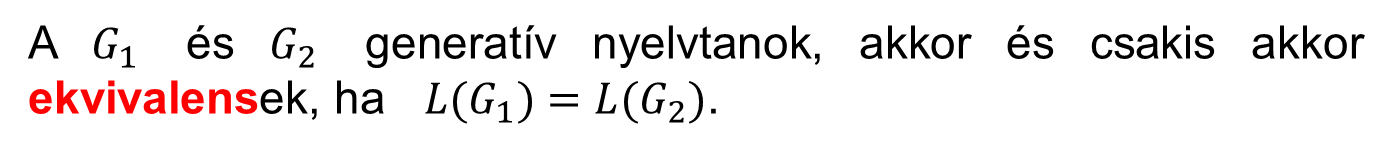 A G₁ és G₂ generatív nyelvtanok, akkor és csakis akkor
ekvivalensek, ha L(G₁) = L(G₂).